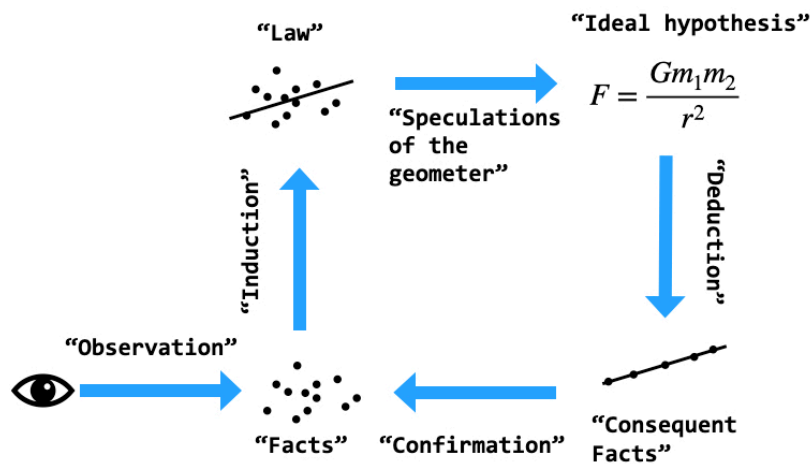 “Law”
“Ideal hypothesis”
F = Gm₁m₂ / r²
“Speculations
of the
geometer”
“Induction”
“Deduction”
“Observation”
“Facts”
“Confirmation”
“Consequent
Facts”